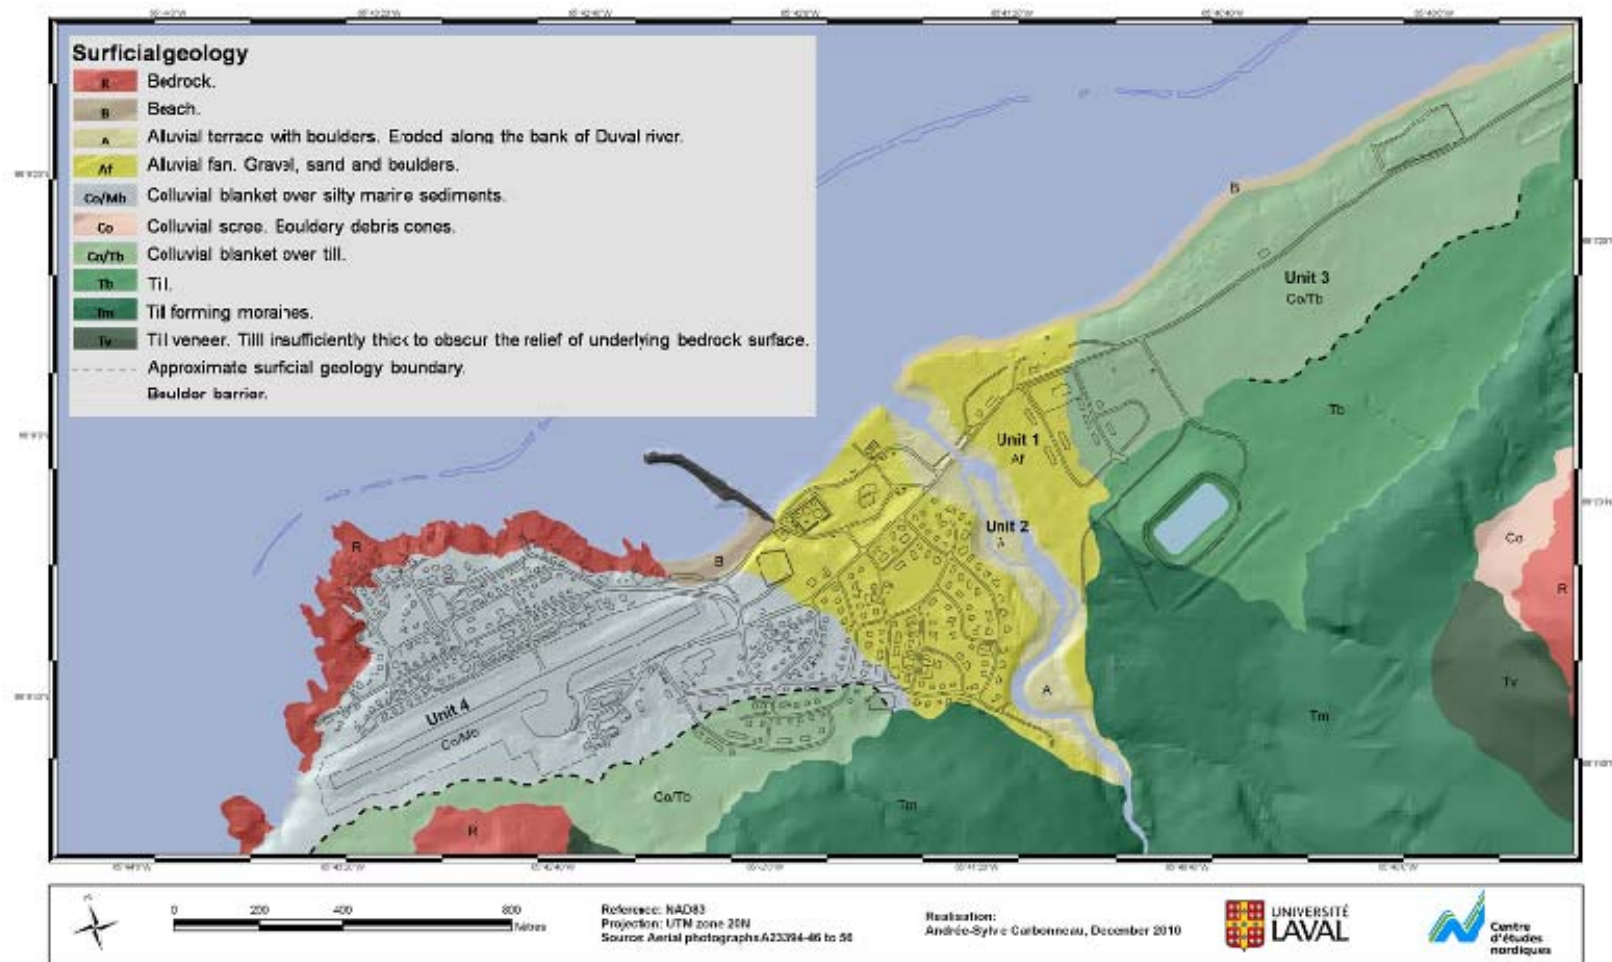 Surficialgeology
R Bedrock.
B Beach.
A Alluvial terrace with boulders. Eroded along the bank of Duval river.
Af Alluvial fan. Gravel, sand and boulders.
Co/Mb Colluvial blanket over silty marine sediments.
Co Colluvial scree. Bouldery debris cones.
Co/Tb Colluvial blanket over till.
Tb Til.
Tm Till forming moraines.
Tv Till veneer. Tilll insufficiently thick to obscur the relief of underlying bedrock surface.
Approximate surficial geology boundary.
Boulder barrier.
B
Unit 3
Co/Tb
Tb
Unit 1
Af
Unit 2
A
R
B
Co
R
A
Tv
Unit 4
Co/Mb
Tm
Co/Tb
Tm
R
0 200 400 800
Mètres
Reference: NAD83
Projection: UTM zone 20N
Source: Aerial photographs A23394-46 to 56
Realisation:
Andrée-Sylvie Carbonneau, December 2010
UNIVERSITÉ
LAVAL
Centre
d'études
nordiques